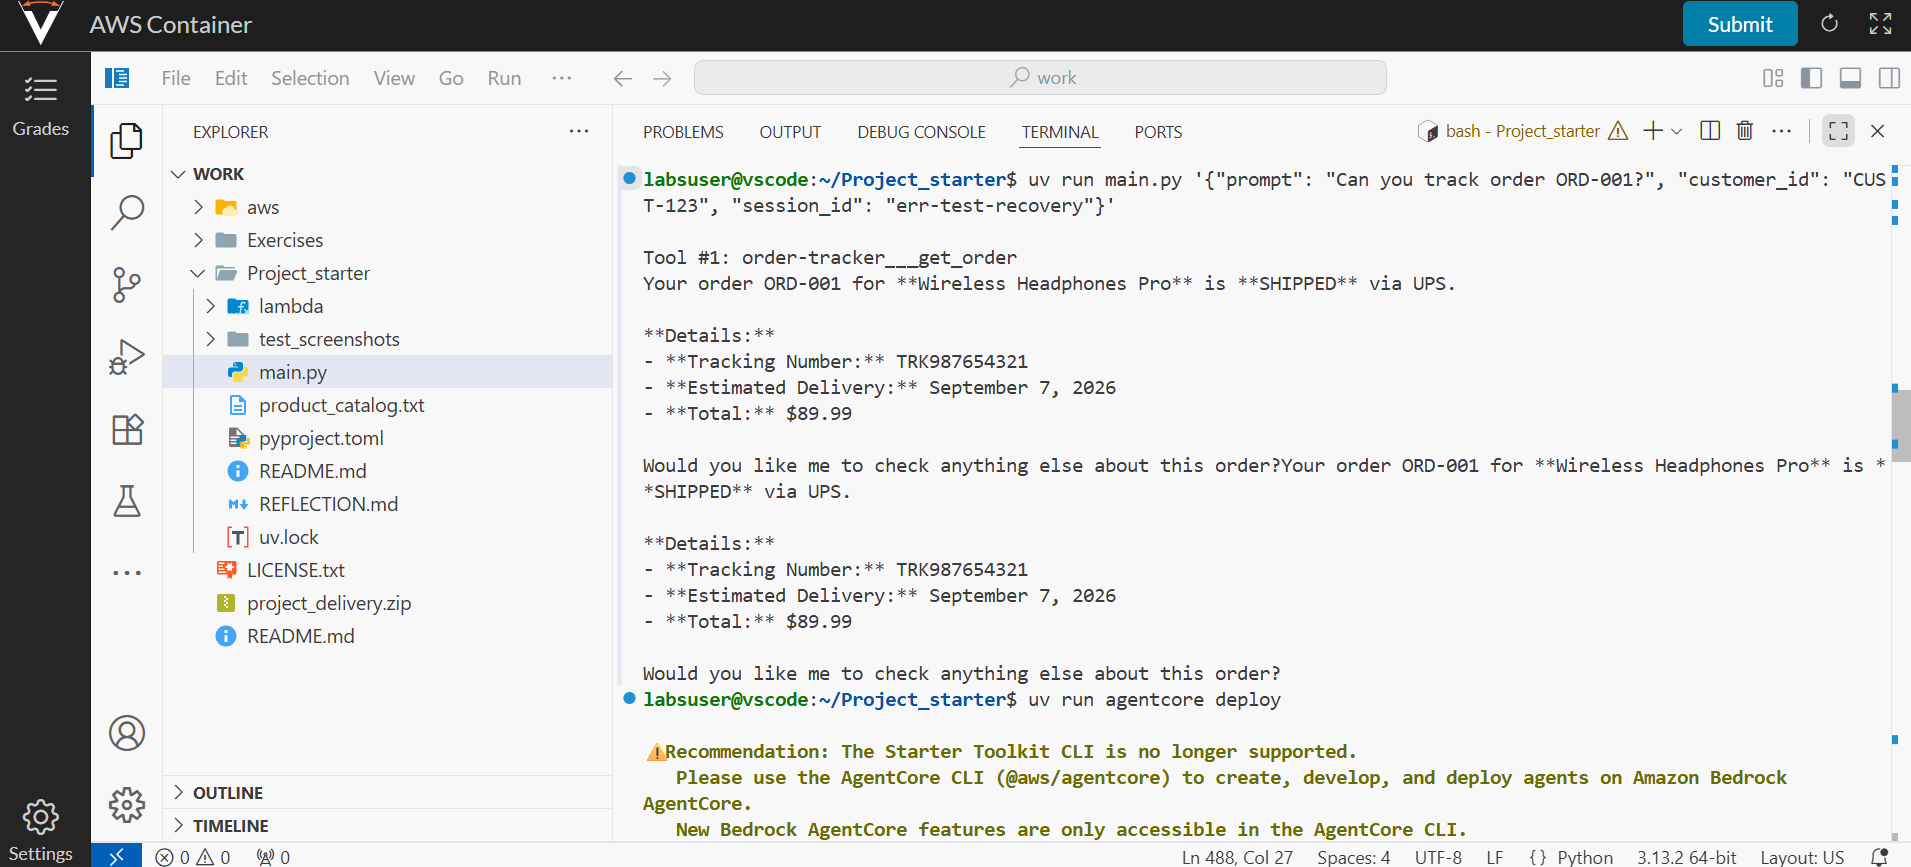 AWS Container
Submit
Grades
File Edit Selection View Go Run ···
work
EXPLORER
PROBLEMS OUTPUT DEBUG CONSOLE TERMINAL PORTS
bash - Project_starter
WORK
aws
Exercises
Project_starter
lambda
test_screenshots
main.py
product_catalog.txt
pyproject.toml
README.md
REFLECTION.md
uv.lock
LICENSE.txt
project_delivery.zip
README.md
OUTLINE
TIMELINE
labsuser@vscode:~/Project_starter$ uv run main.py '{"prompt": "Can you track order ORD-001?", "customer_id": "CUS
T-123", "session_id": "err-test-recovery"}'
Tool #1: order-tracker___get_order
Your order ORD-001 for **Wireless Headphones Pro** is **SHIPPED** via UPS.
**Details:**
- **Tracking Number:** TRK987654321
- **Estimated Delivery:** September 7, 2026
- **Total:** $89.99
Would you like me to check anything else about this order?Your order ORD-001 for **Wireless Headphones Pro** is *
*SHIPPED** via UPS.
**Details:**
- **Tracking Number:** TRK987654321
- **Estimated Delivery:** September 7, 2026
- **Total:** $89.99
Would you like me to check anything else about this order?
labsuser@vscode:~/Project_starter$ uv run agentcore deploy
⚠️Recommendation: The Starter Toolkit CLI is no longer supported.
Please use the AgentCore CLI (@aws/agentcore) to create, develop, and deploy agents on Amazon Bedrock
AgentCore.
New Bedrock AgentCore features are only accessible in the AgentCore CLI.
Settings
0 0 0
Ln 488, Col 27 Spaces: 4 UTF-8 LF {} Python 3.13.2 64-bit Layout: US